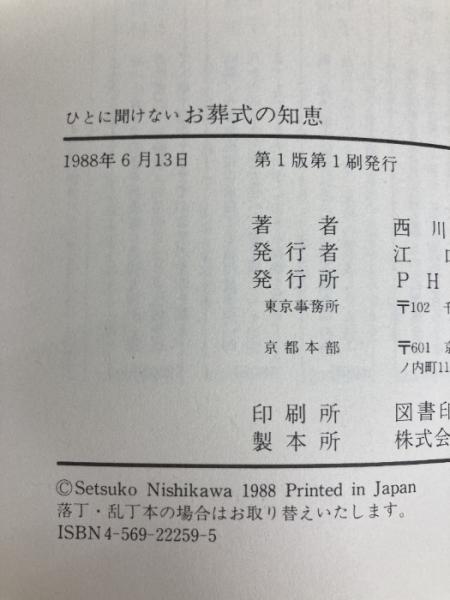 ひとに聞けないお葬式の知恵
1988年6月13日 第1版第1刷発行
著者 西川
発行者 江
発行所 PH
東京事務所 〒102
京都本部 〒601
ノ内町11
印刷所 図書印
製本所 株式会
©Setsuko Nishikawa 1988 Printed in Japan
落丁・乱丁本の場合はお取り替えいたします。
ISBN4-569-22259-5